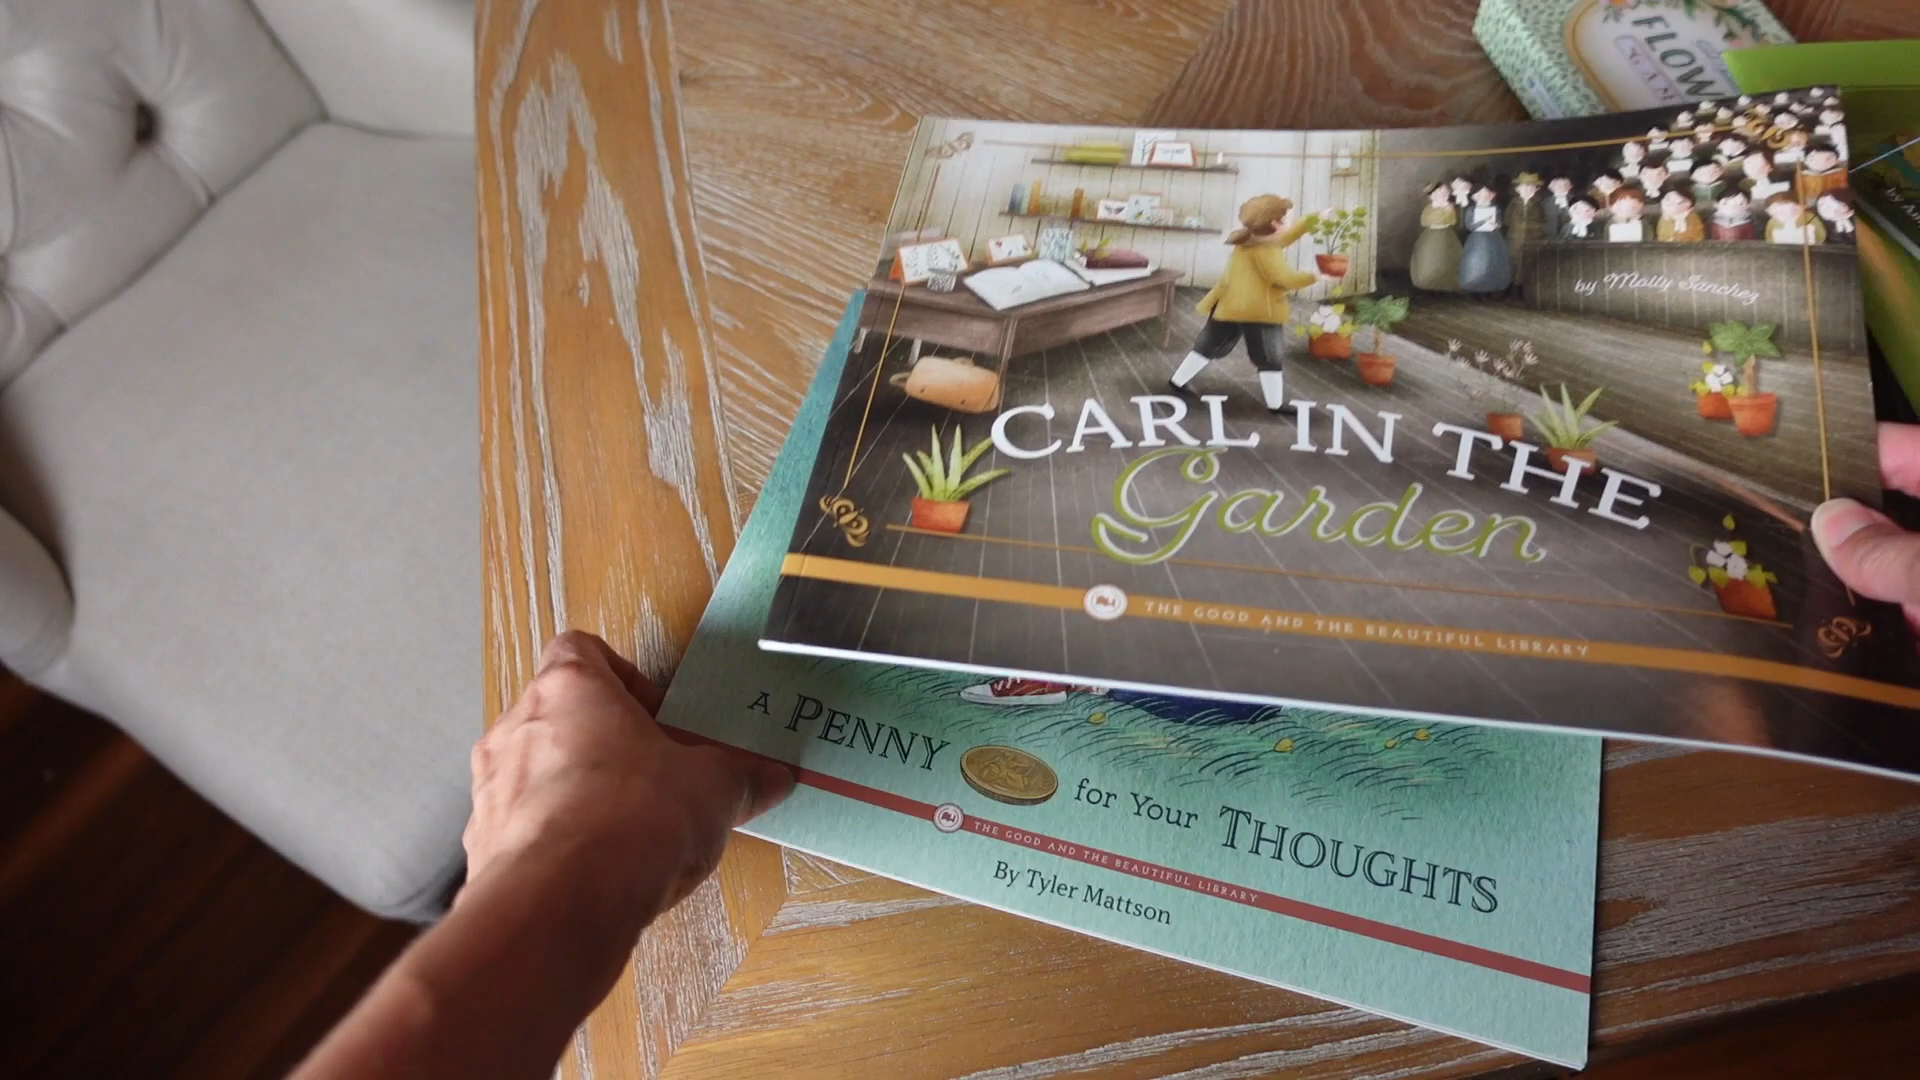 FLOW
by Molly Sanchez
CARL IN THE
Garden
THE GOOD AND THE BEAUTIFUL LIBRARY
A PENNY for Your THOUGHTS
THE GOOD AND THE BEAUTIFUL LIBRARY
By Tyler Mattson